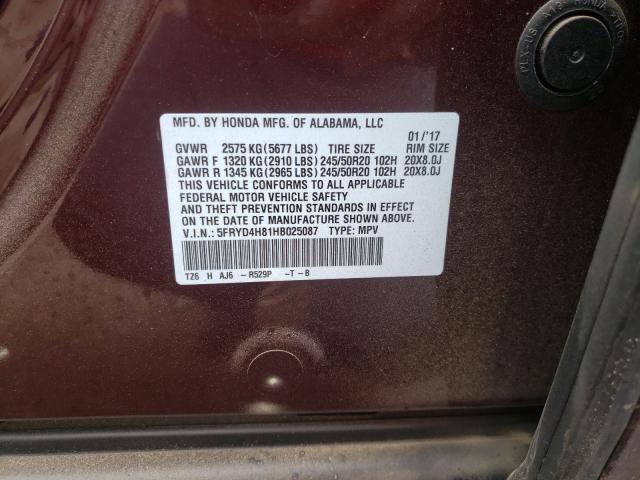 MFD. BY HONDA MFG. OF ALABAMA, LLC
01/'17
GVWR 2575 KG(5677 LBS) TIRE SIZE RIM SIZE
GAWR F 1320 KG(2910 LBS)245/50R20 102H 20X8.0J
GAWR R 1345 KG(2965 LBS)245/50R20 102H 20X8.0J
THIS VEHICLE CONFORMS TO ALL APPLICABLE
FEDERAL MOTOR VEHICLE SAFETY
AND THEFT PREVENTION STANDARDS IN EFFECT
ON THE DATE OF MANUFACTURE SHOWN ABOVE.
V.I.N.: 5FRYD4H81HB025087 TYPE: MPV
TZ6 H AJ6 - R529P -T-B